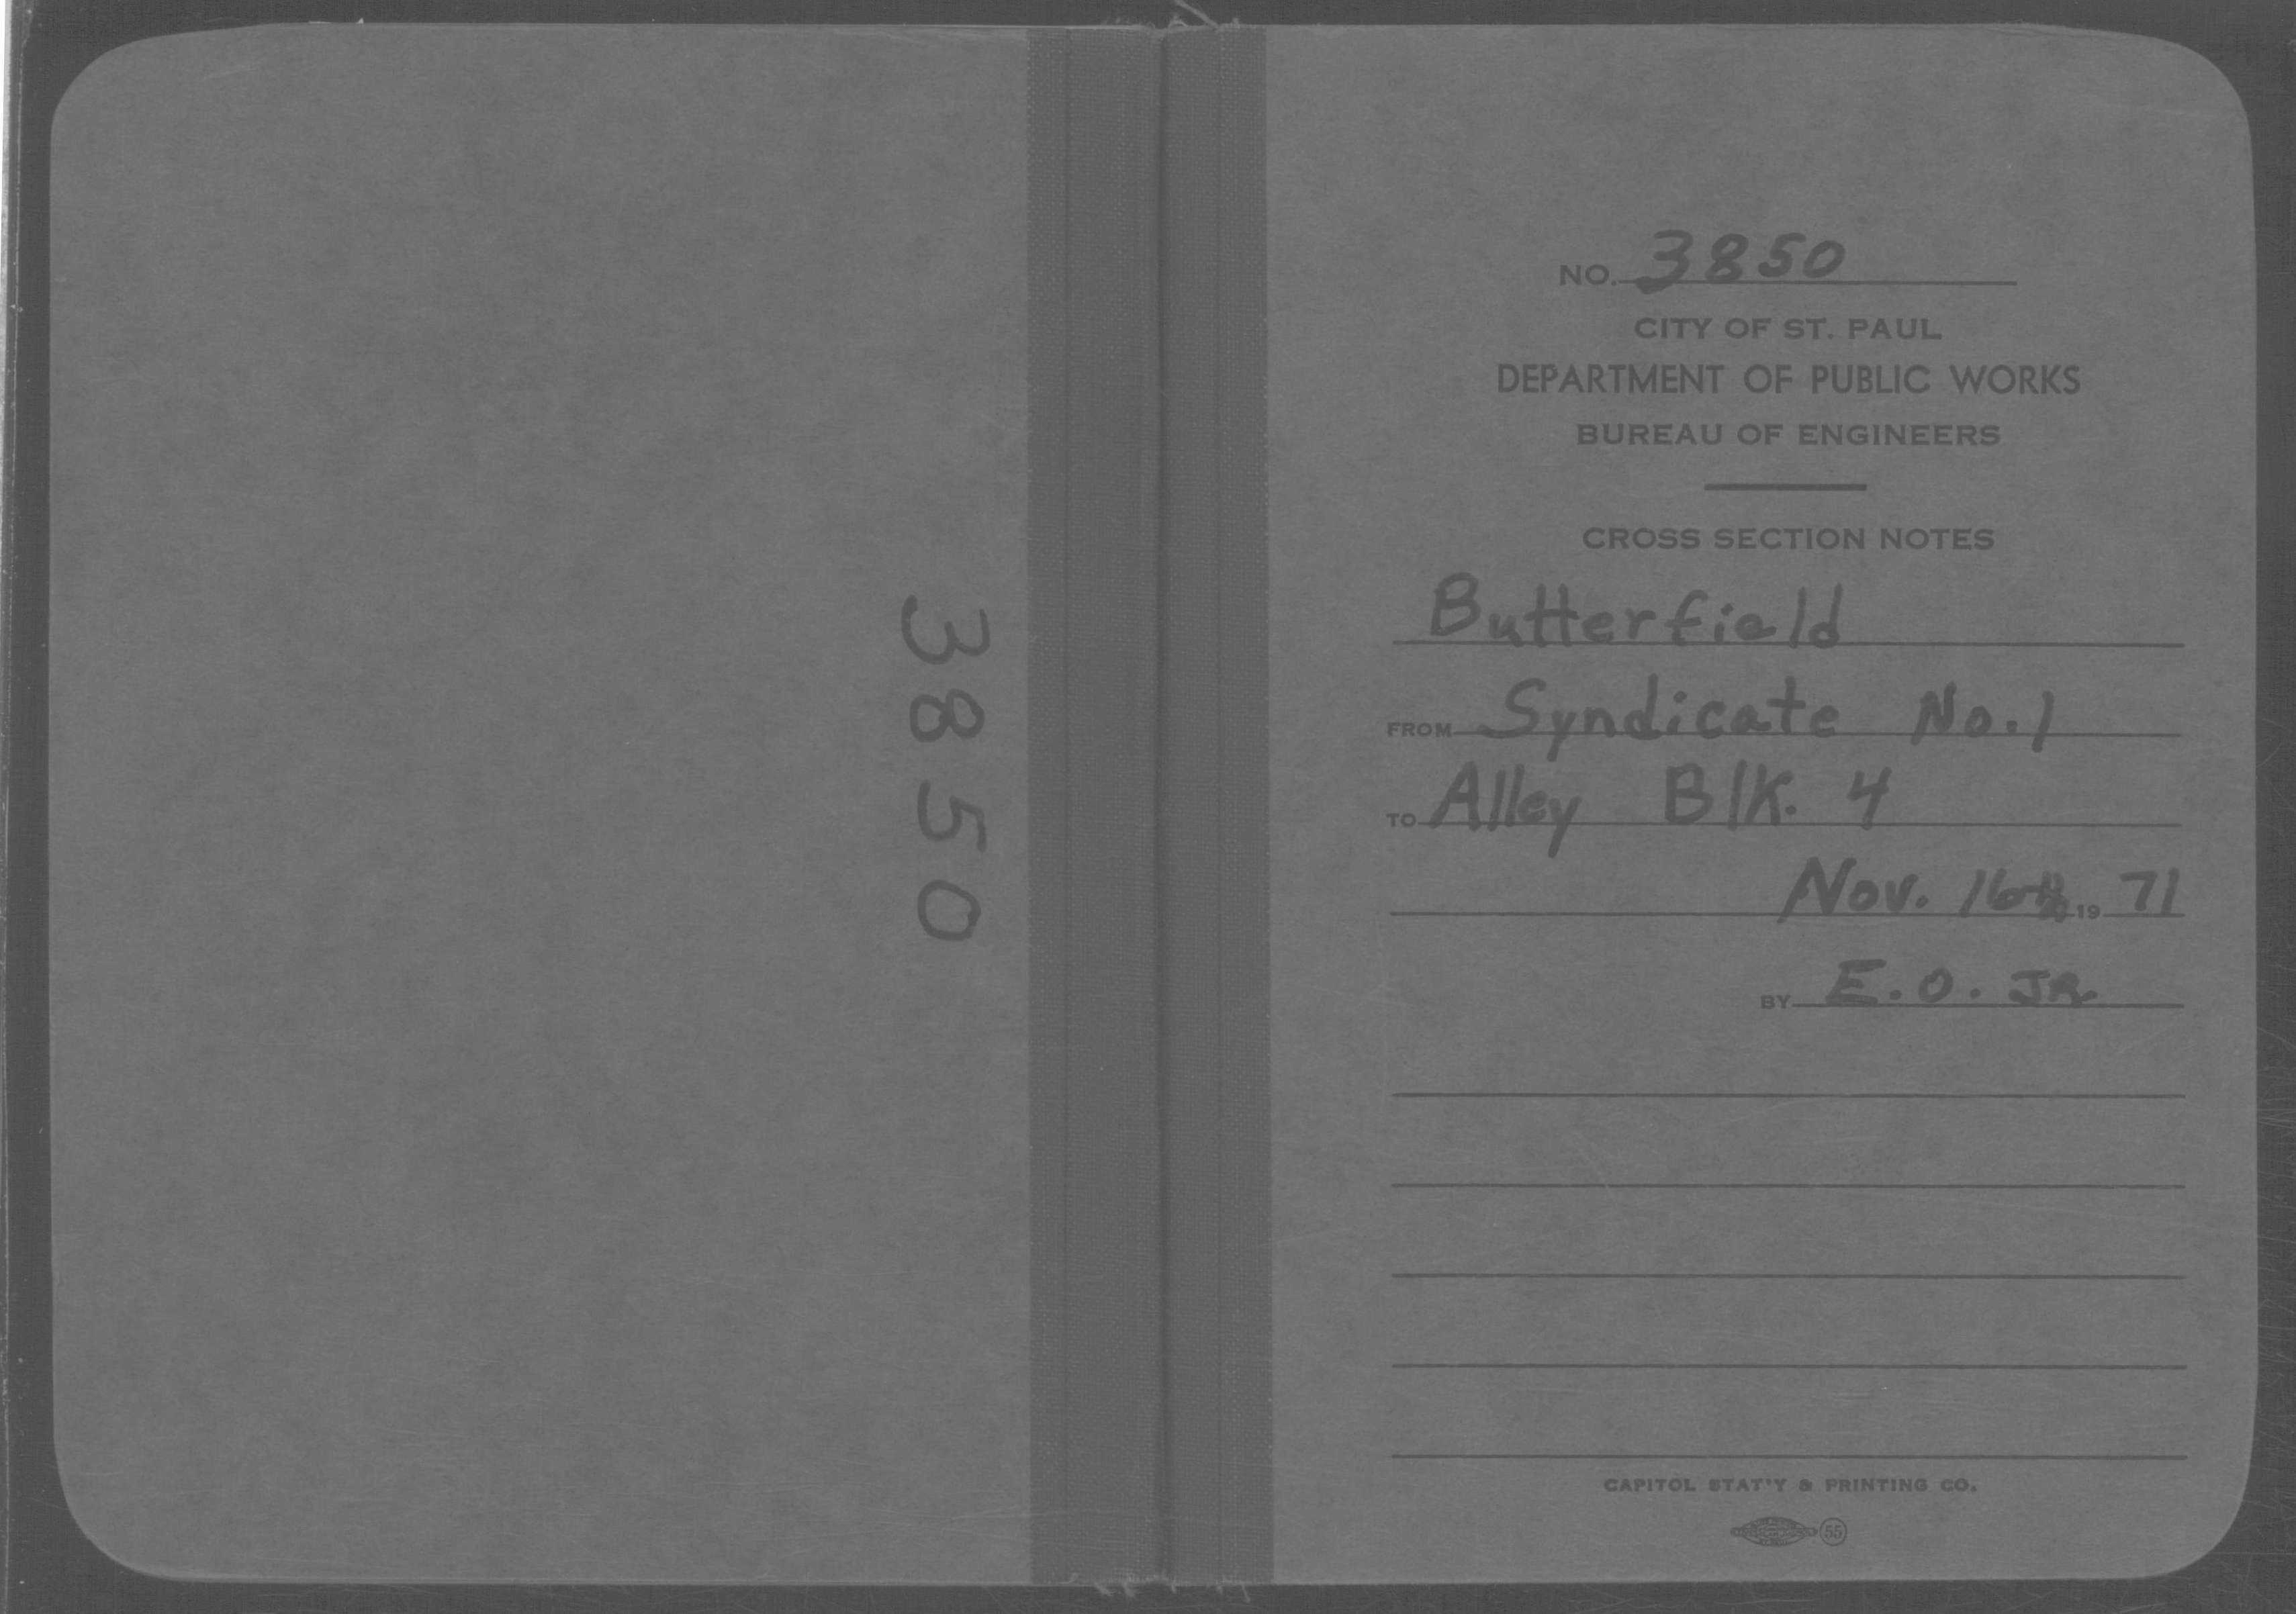 3850
NO. 3850
CITY OF ST. PAUL
DEPARTMENT OF PUBLIC WORKS
BUREAU OF ENGINEERS
CROSS SECTION NOTES
Butterfield
FROM Syndicate No. 1
TO Alley Blk. 4
Nov. 16th 19 71
BY E. O. JR
CAPITOL STAT'Y & PRINTING CO.
55